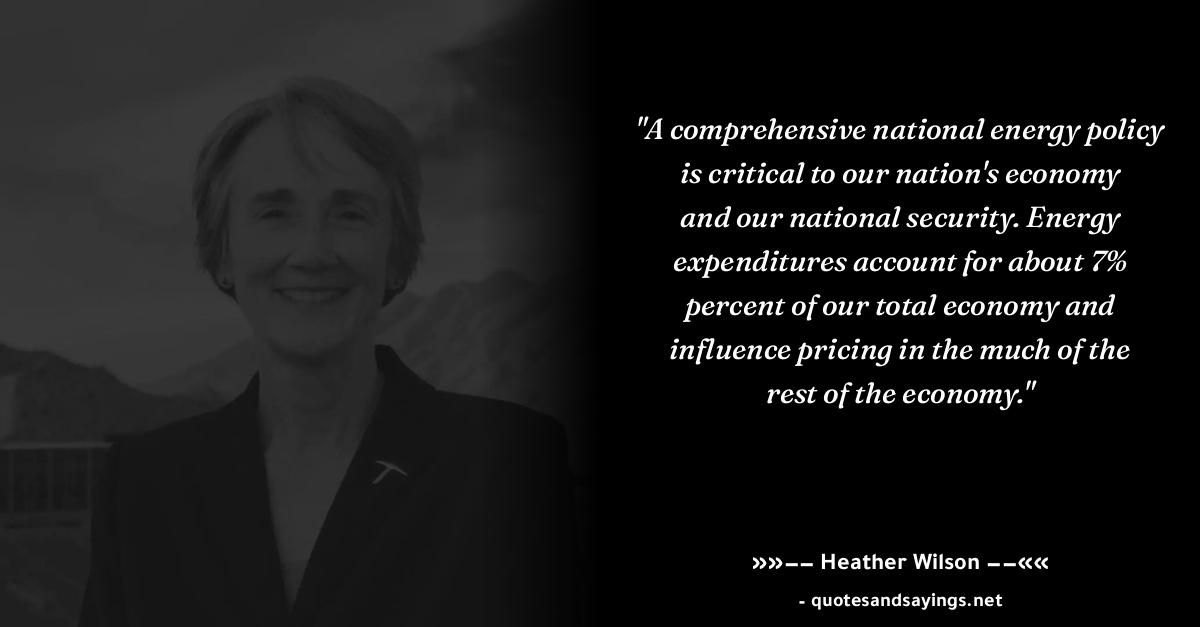 "A comprehensive national energy policy
is critical to our nation's economy
and our national security. Energy
expenditures account for about 7%
percent of our total economy and
influence pricing in the much of the
rest of the economy."
»»−− Heather Wilson −−««
- quotesandsayings.net